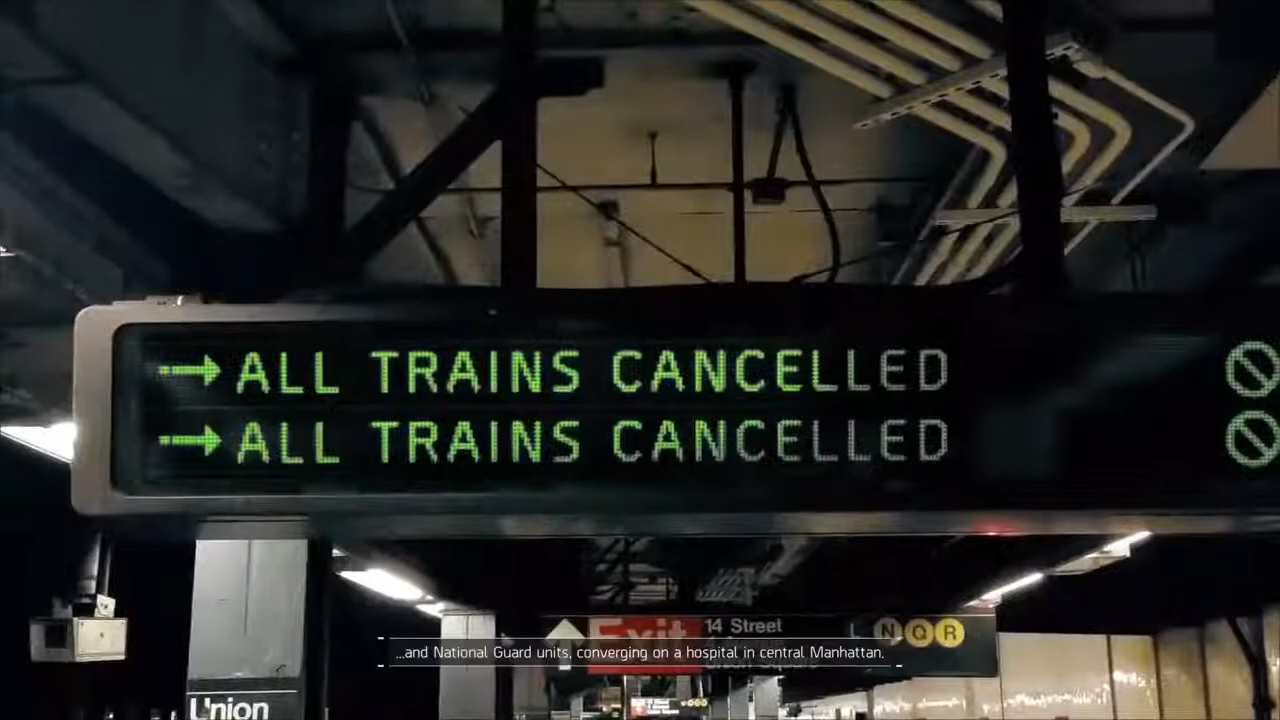 →ALL TRAINS CANCELLED
→ALL TRAINS CANCELLED
Exit 14 Street
L N Q R
...and National Guard units, converging on a hospital in central Manhattan.
Square
Union